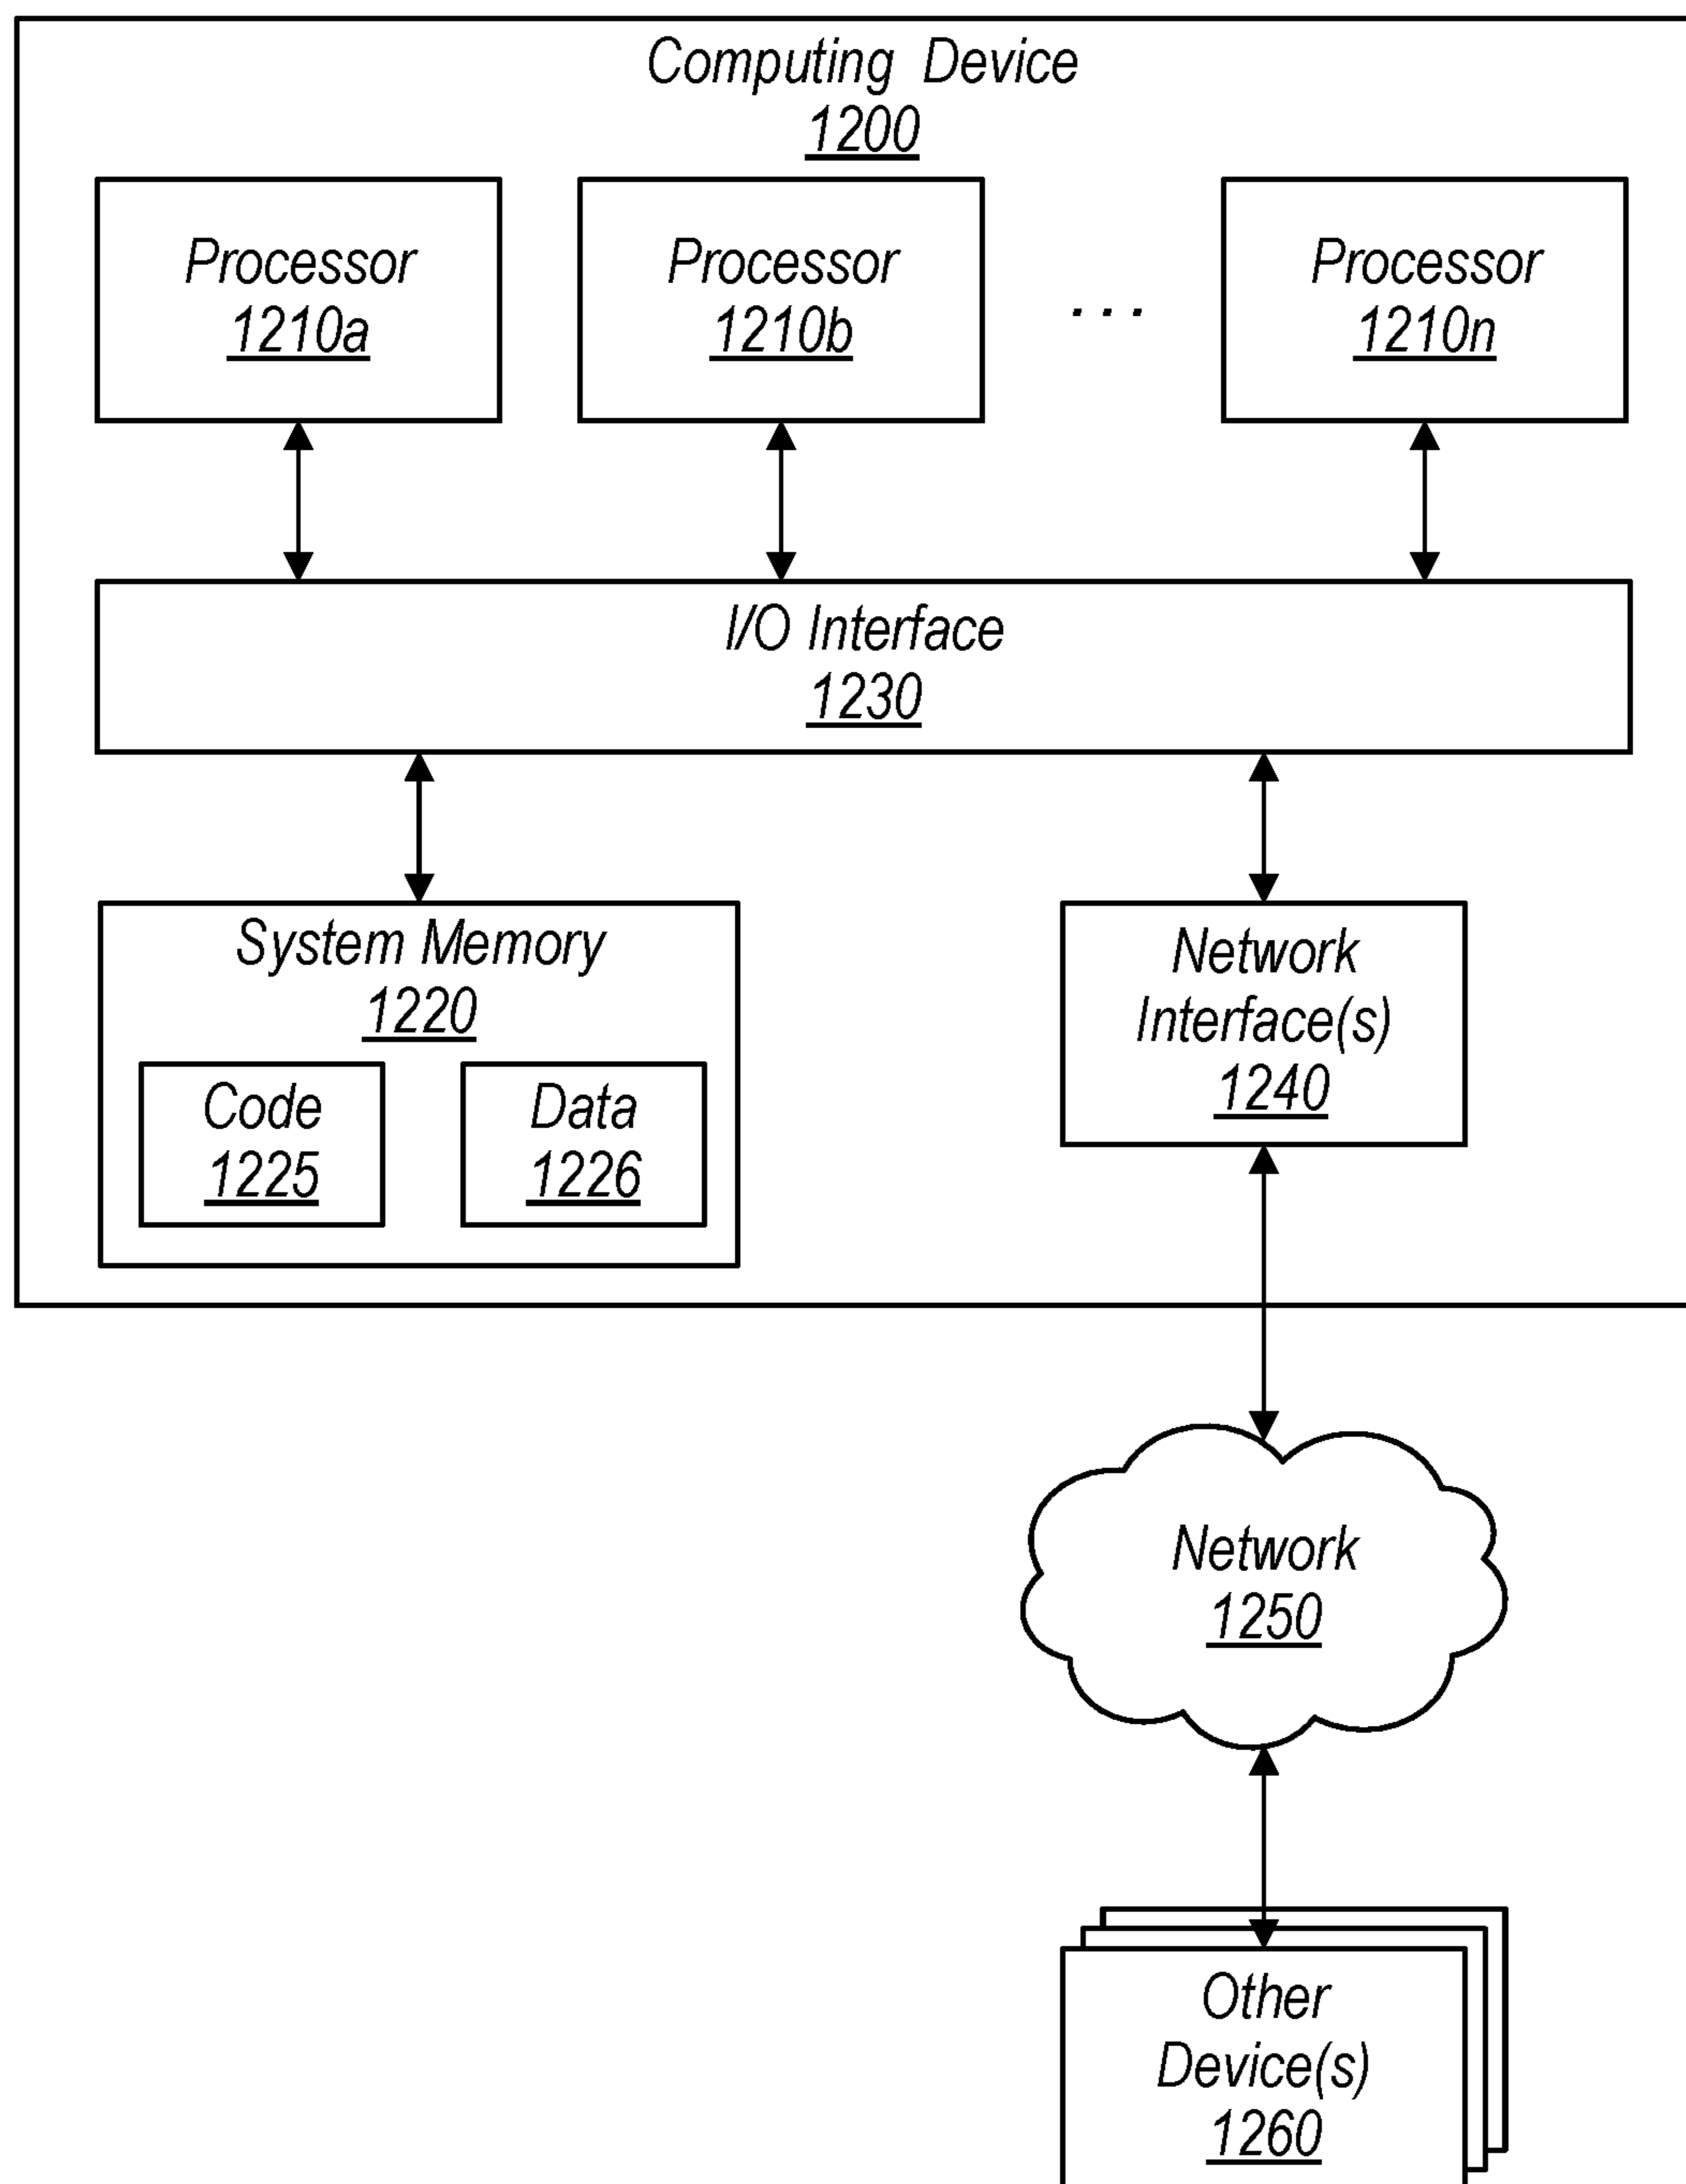 Computing Device
1200
Processor
1210a
Processor
1210b
...
Processor
1210n
I/O Interface
1230
System Memory
1220
Code
1225
Data
1226
Network
Interface(s)
1240
Network
1250
Other
Device(s)
1260